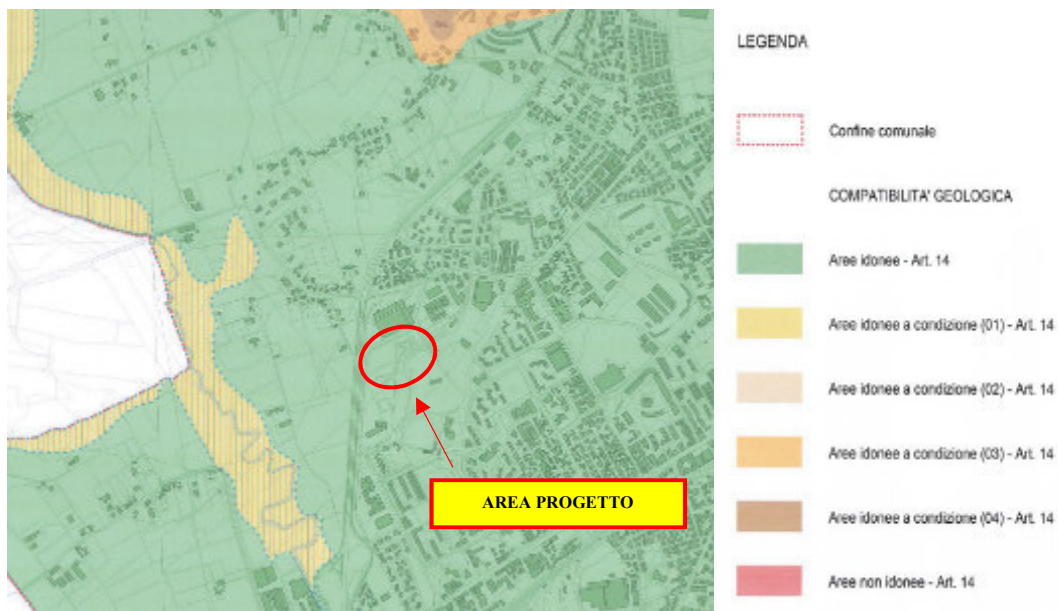 LEGENDA
Confine comunale
COMPATIBILITA' GEOLOGICA
Aree idonee - Art. 14
Aree idonee a condizione (01) - Art. 14
Aree idonee a condizione (02) - Art. 14
Aree idonee a condizione (03) - Art. 14
Aree idonee a condizione (04) - Art. 14
Aree non idonee - Art. 14
AREA PROGETTO